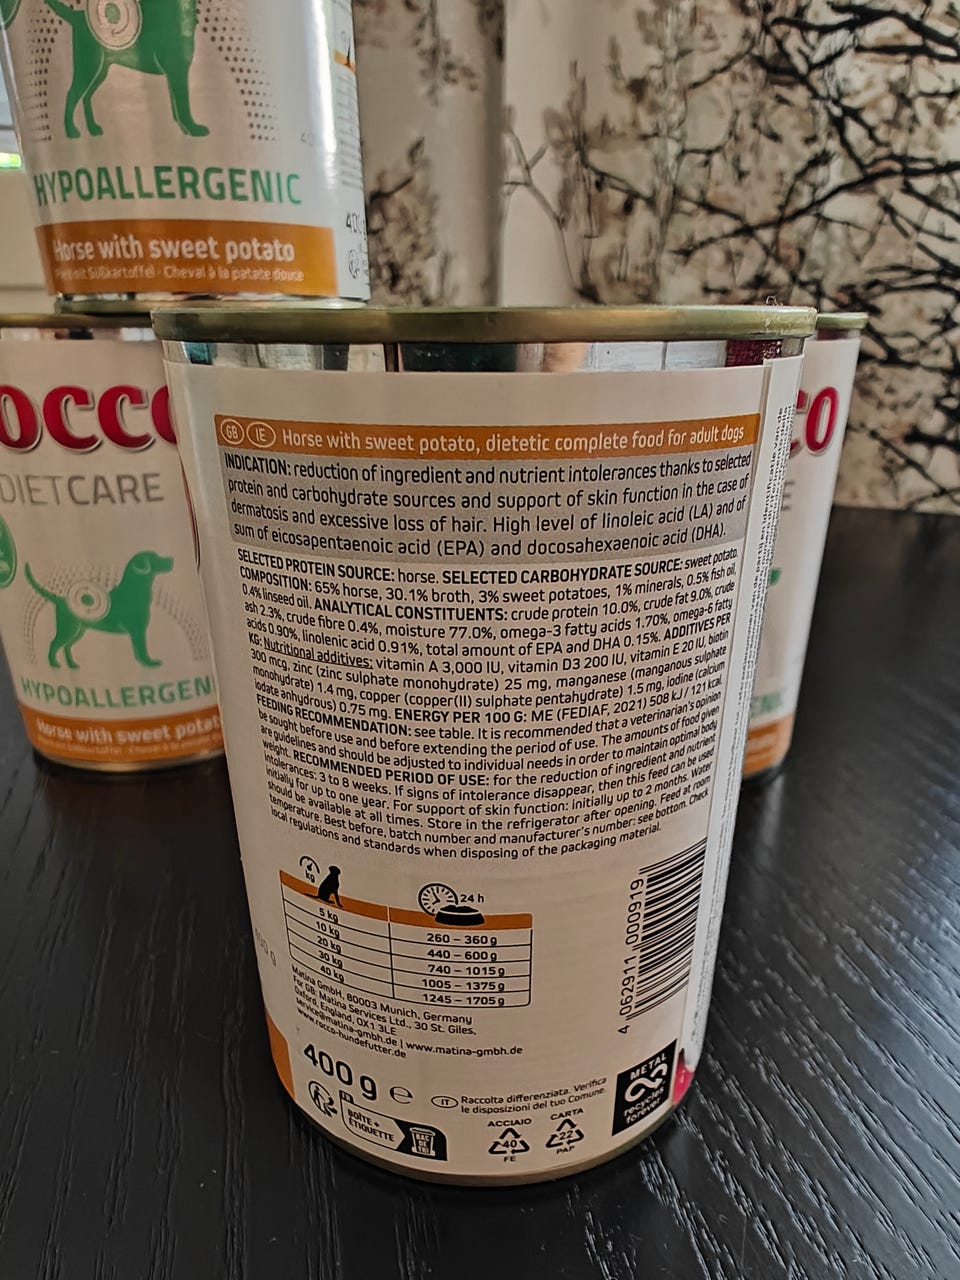 HYPOALLERGENIC
Horse with sweet potato
Pferd mit Süßkartoffel · Cheval à la patate douce
OCCO
DIETCARE
HYPOALLERGENI
Horse with sweet potat
CO
E
GB IE Horse with sweet potato, dietetic complete food for adult dogs
INDICATION: reduction of ingredient and nutrient intolerances thanks to selected
protein and carbohydrate sources and support of skin function in the case of
dermatosis and excessive loss of hair. High level of linoleic acid (LA) and of
sum of eicosapentaenoic acid (EPA) and docosahexaenoic acid (DHA).
SELECTED PROTEIN SOURCE: horse. SELECTED CARBOHYDRATE SOURCE: sweet potato.
COMPOSITION: 65% horse, 30.1% broth, 3% sweet potatoes, 1% minerals, 0.5% fish oil,
0.4% linseed oil. ANALYTICAL CONSTITUENTS: crude protein 10.0%, crude fat 9.0%, crude
ash 2.3%, crude fibre 0.4%, moisture 77.0%, omega-3 fatty acids 1.70%, omega-6 fatty
acids 0.90%, linolenic acid 0.91%, total amount of EPA and DHA 0.15%. ADDITIVES PER
KG: Nutritional additives: vitamin A 3,000 IU, vitamin D3 200 IU, vitamin E 20 IU, biotin
300 mcg, zinc (zinc sulphate monohydrate) 25 mg, manganese (manganous sulphate
monohydrate) 1.4 mg, copper (copper(II) sulphate pentahydrate) 1.5 mg, iodine (calcium
iodate anhydrous) 0.75 mg. ENERGY PER 100 G: ME (FEDIAF, 2021) 508 kJ / 121 kcal.
FEEDING RECOMMENDATION: see table. It is recommended that a veterinarian's opinion
be sought before use and before extending the period of use. The amounts of food given
are guidelines and should be adjusted to individual needs in order to maintain optimal body
weight. RECOMMENDED PERIOD OF USE: for the reduction of ingredient and nutrient
intolerances: 3 to 8 weeks. If signs of intolerance disappear, then this feed can be used
initially for up to one year. For support of skin function: initially up to 2 months. Water
should be available at all times. Store in the refrigerator after opening. Feed at room
temperature. Best before, batch number and manufacturer's number: see bottom. Check
local regulations and standards when disposing of the packaging material.
kg 24 h
5 kg 260 – 360 g
10 kg 440 – 600 g
20 kg 740 – 1015 g
30 kg 1005 – 1375 g
40 kg 1245 – 1705 g
Matina GmbH, 80003 Munich, Germany
For GB: Matina Services Ltd., 30 St. Giles,
Oxford, England, OX1 3LE
service@matina-gmbh.de | www.matina-gmbh.de
www.rocco-hundefutter.de
4 062911 000919
400 g ℮
FR
BOÎTE +
ÉTIQUETTE
BAC
DE
TRI
IT Raccolta differenziata. Verifica
le disposizioni del tuo Comune.
ACCIAIO CARTA
40 22
FE PAP
METAL
recycles
forever